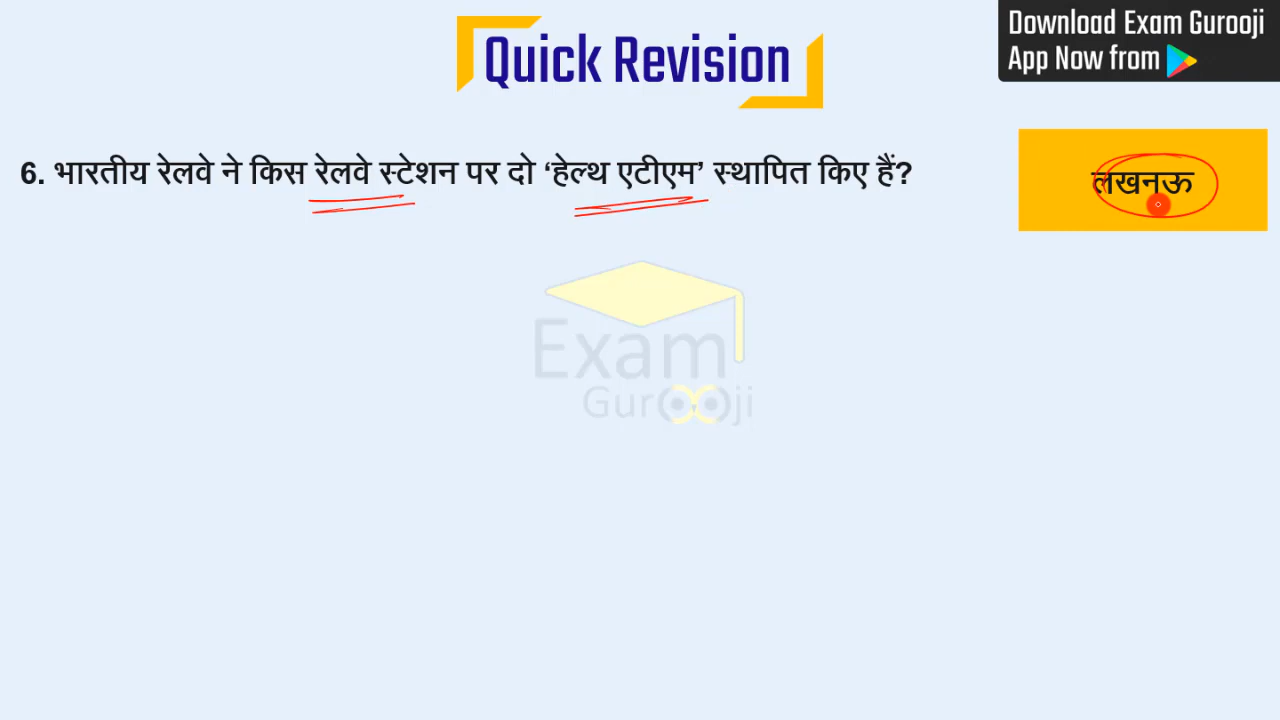 Quick Revision
Download Exam Gurooji
App Now from
6. भारतीय रेलवे ने किस रेलवे स्टेशन पर दो ‘हेल्थ एटीएम’ स्थापित किए हैं?
लखनऊ
Exam
Gurooji